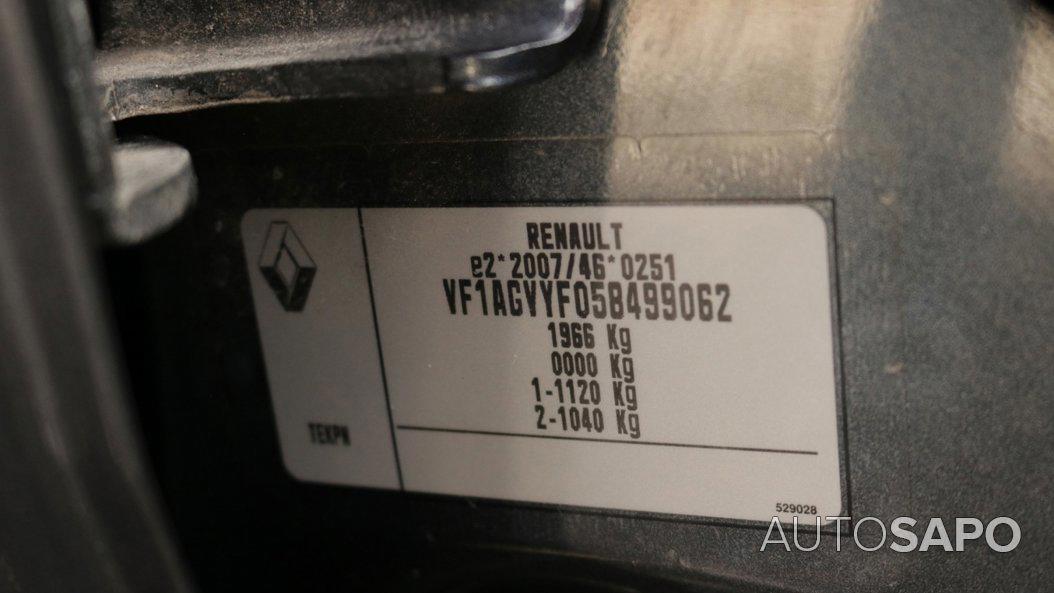 RENAULT
e2*2007/46*0251
VF1AGVYF058499062
1966 Kg
0000 Kg
1-1120 Kg
2-1040 Kg
TEKPN
529028
AUTOSAPO